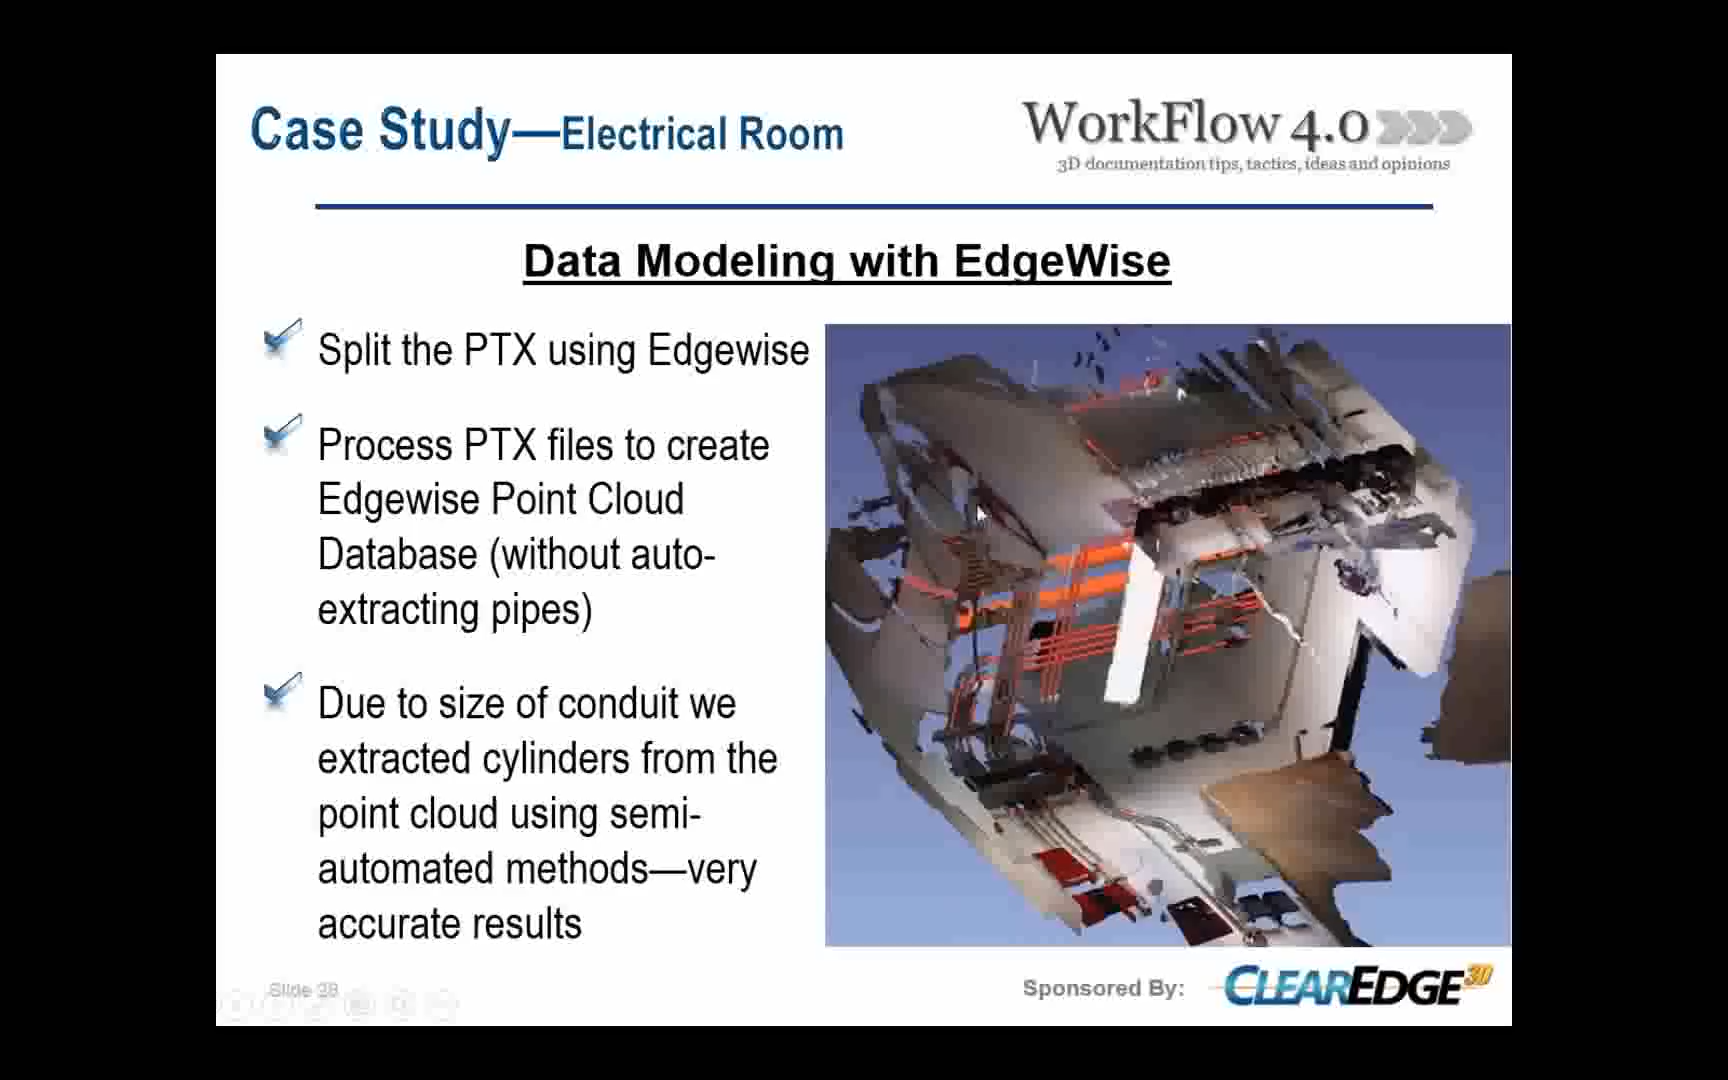 Case Study—Electrical Room
WorkFlow 4.0
3D documentation tips, tactics, ideas and opinions
Data Modeling with EdgeWise
Split the PTX using Edgewise
Process PTX files to create
Edgewise Point Cloud
Database (without auto-
extracting pipes)
Due to size of conduit we
extracted cylinders from the
point cloud using semi-
automated methods—very
accurate results
Slide 28
Sponsored By:
CLEAREDGE3D